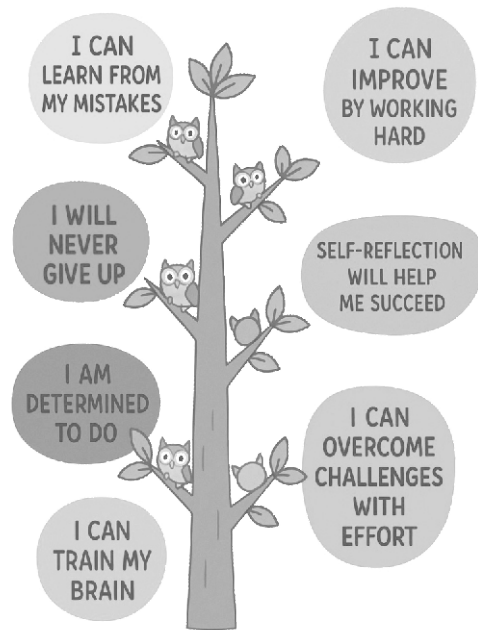 I CAN
LEARN FROM
MY MISTAKES
I CAN
IMPROVE
BY WORKING
HARD
I WILL
NEVER
GIVE UP
SELF-REFLECTION
WILL HELP
ME SUCCEED
I AM
DETERMINED
TO DO
I CAN
OVERCOME
CHALLENGES
WITH
EFFORT
I CAN
TRAIN MY
BRAIN